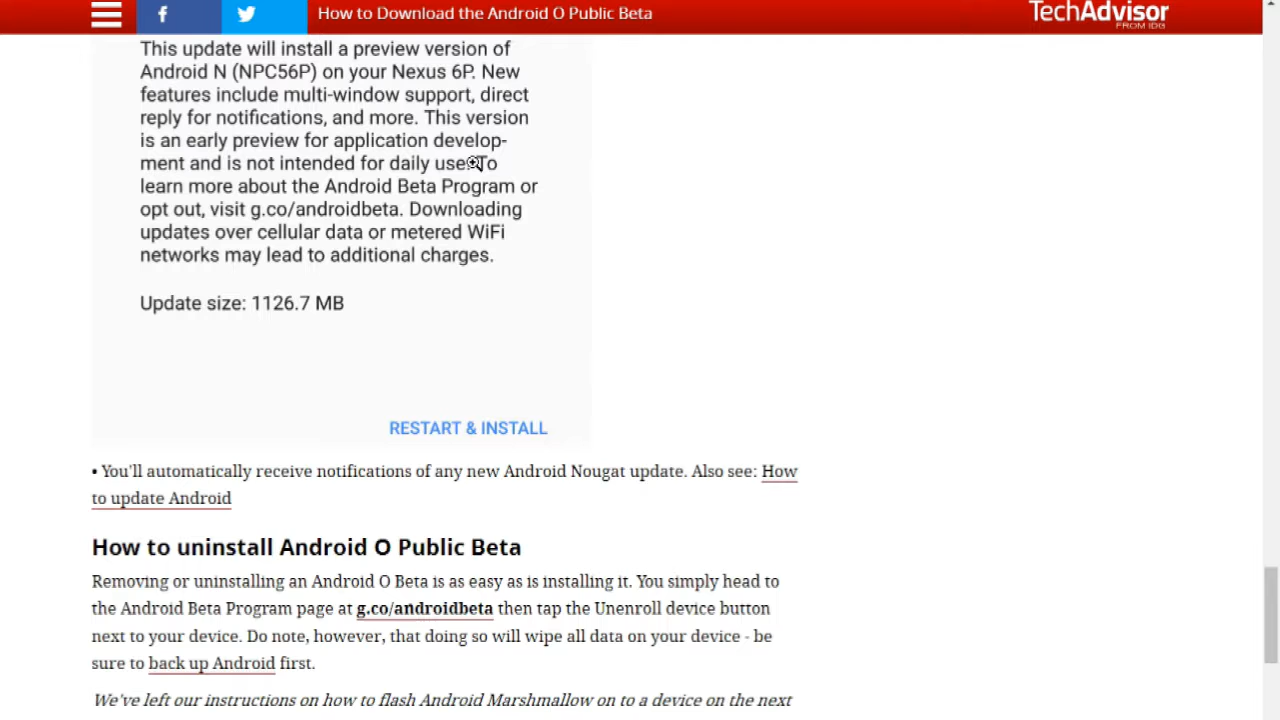 How to Download the Android O Public Beta
TechAdvisor
FROM IDG
This update will install a preview version of
Android N (NPC56P) on your Nexus 6P. New
features include multi-window support, direct
reply for notifications, and more. This version
is an early preview for application develop-
ment and is not intended for daily use. To
learn more about the Android Beta Program or
opt out, visit g.co/androidbeta. Downloading
updates over cellular data or metered WiFi
networks may lead to additional charges.
Update size: 1126.7 MB
RESTART & INSTALL
▪ You'll automatically receive notifications of any new Android Nougat update. Also see: How
to update Android
How to uninstall Android O Public Beta
Removing or uninstalling an Android O Beta is as easy as is installing it. You simply head to
the Android Beta Program page at g.co/androidbeta then tap the Unenroll device button
next to your device. Do note, however, that doing so will wipe all data on your device - be
sure to back up Android first.
We've left our instructions on how to flash Android Marshmallow on to a device on the next